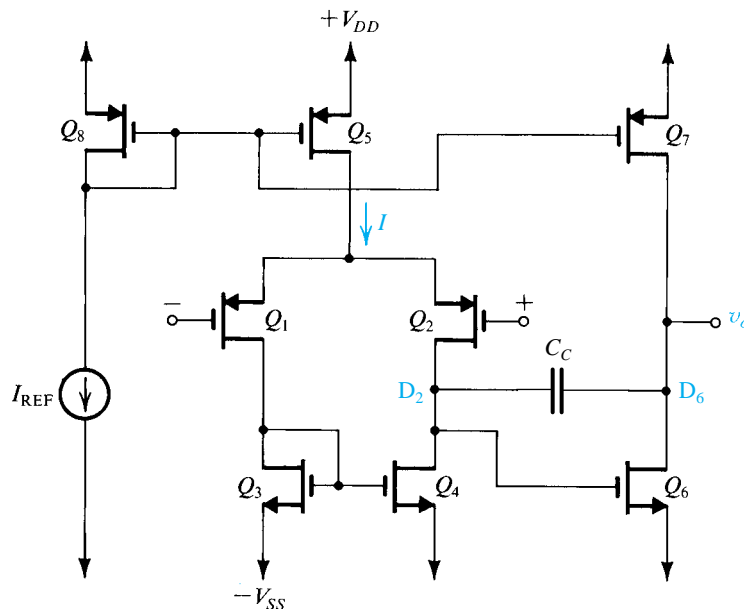 +V_DD
Q_8
Q_5
Q_7
I
−
Q_1
Q_2
+
C_C
D_2
D_6
I_REF
Q_3
Q_4
Q_6
−V_SS